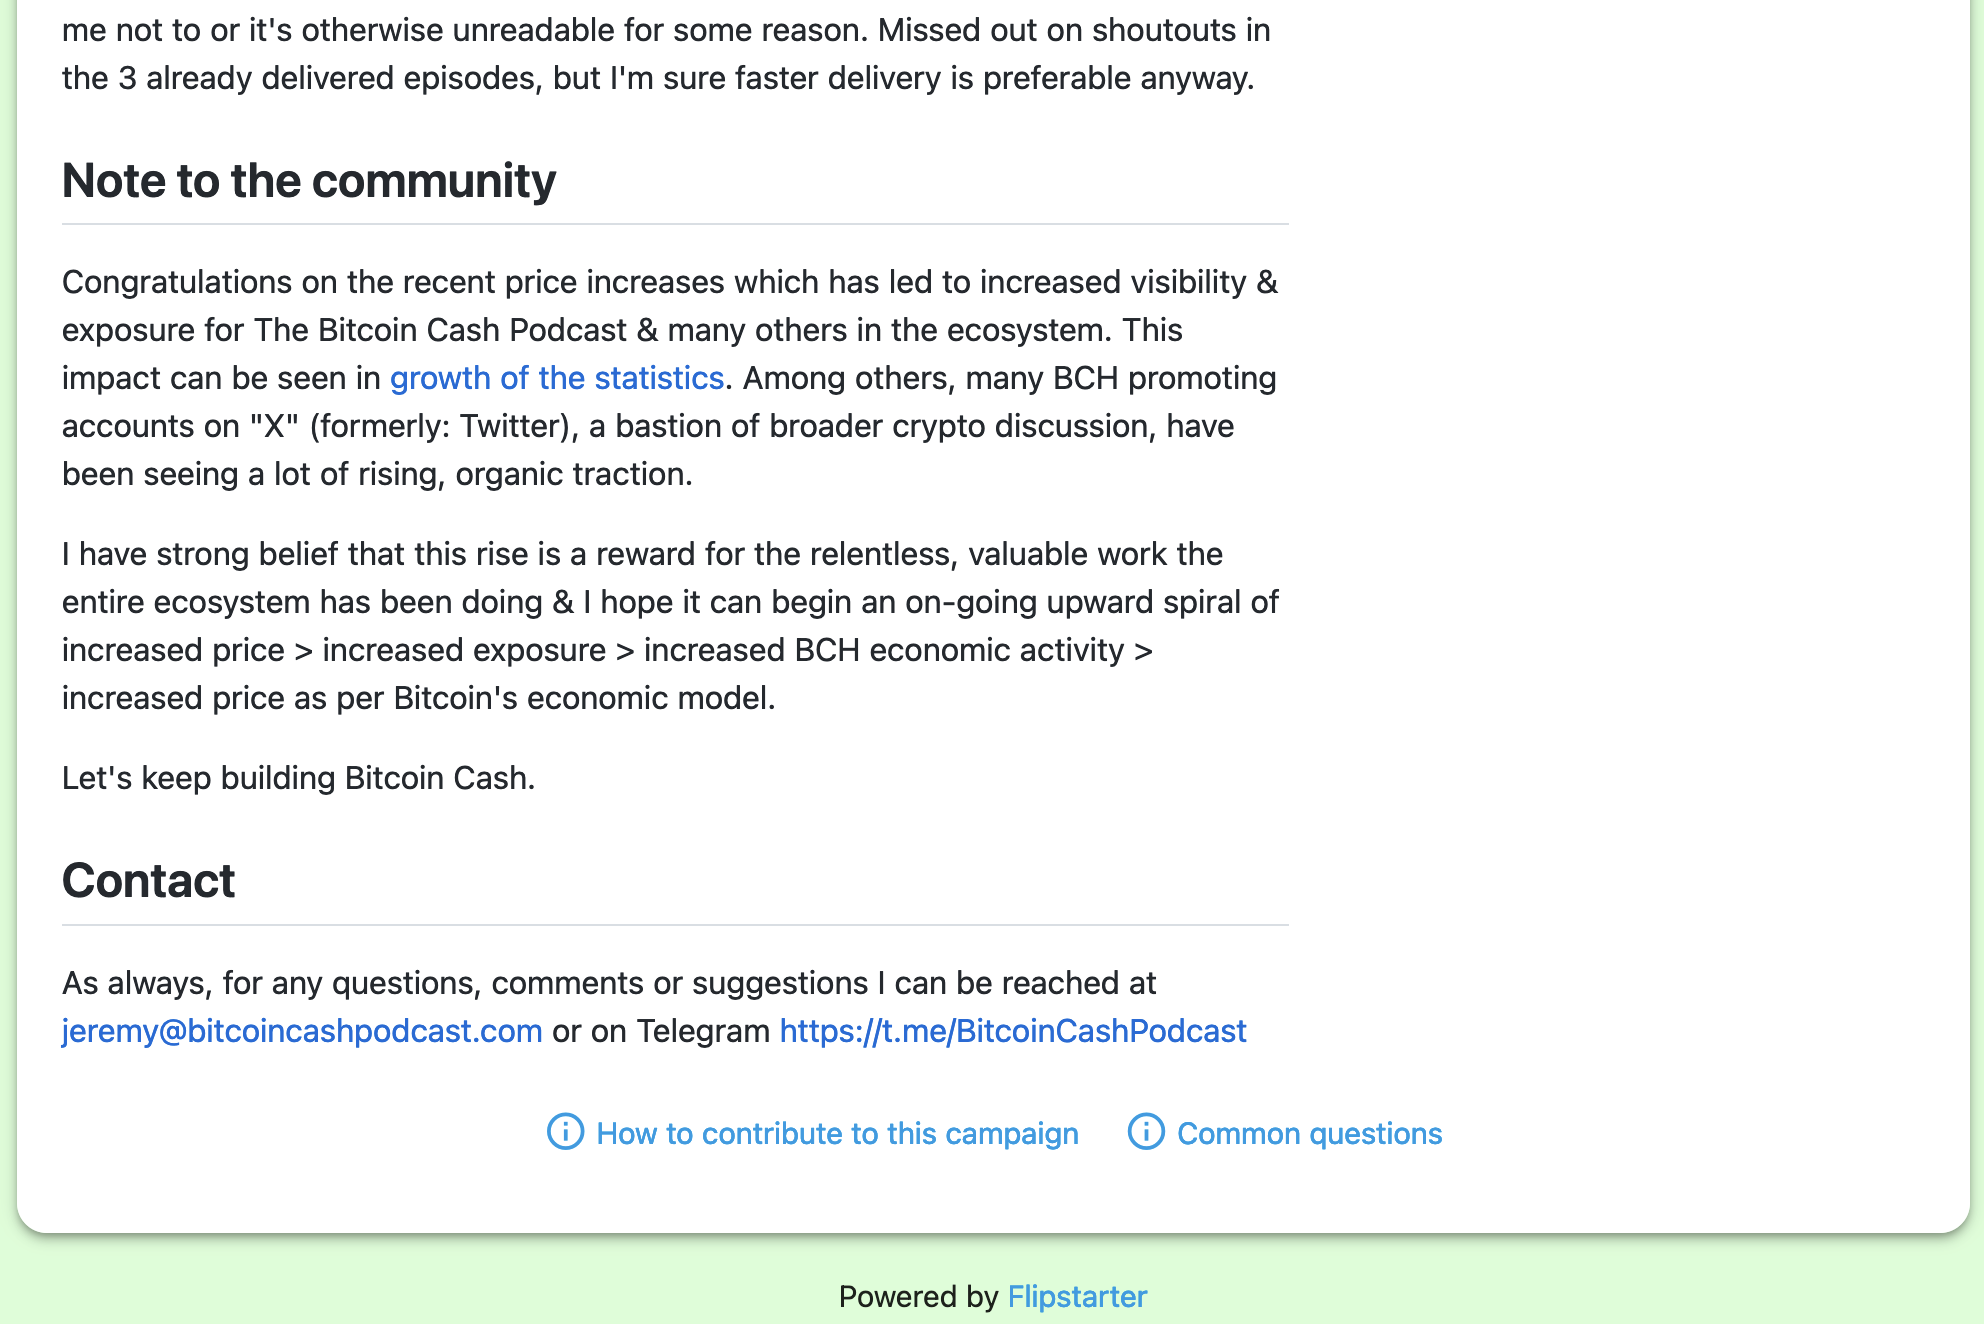 me not to or it's otherwise unreadable for some reason. Missed out on shoutouts in
the 3 already delivered episodes, but I'm sure faster delivery is preferable anyway.
Note to the community
Congratulations on the recent price increases which has led to increased visibility &
exposure for The Bitcoin Cash Podcast & many others in the ecosystem. This
impact can be seen in growth of the statistics. Among others, many BCH promoting
accounts on "X" (formerly: Twitter), a bastion of broader crypto discussion, have
been seeing a lot of rising, organic traction.
I have strong belief that this rise is a reward for the relentless, valuable work the
entire ecosystem has been doing & I hope it can begin an on-going upward spiral of
increased price > increased exposure > increased BCH economic activity >
increased price as per Bitcoin's economic model.
Let's keep building Bitcoin Cash.
Contact
As always, for any questions, comments or suggestions I can be reached at
jeremy@bitcoincashpodcast.com or on Telegram https://t.me/BitcoinCashPodcast
How to contribute to this campaign Common questions
Powered by Flipstarter